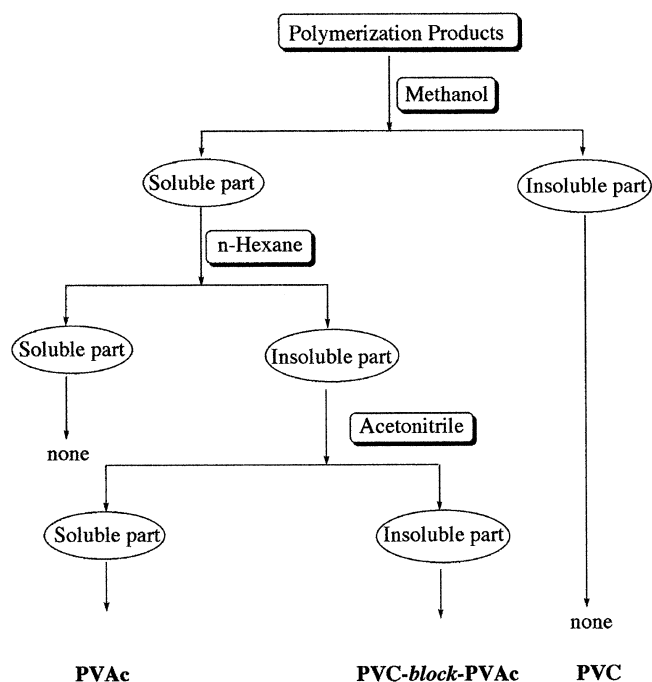 Polymerization Products
Methanol
Soluble part
Insoluble part
n-Hexane
Soluble part
Insoluble part
Acetonitrile
none
Soluble part
Insoluble part
none
PVAc
PVC-block-PVAc
PVC